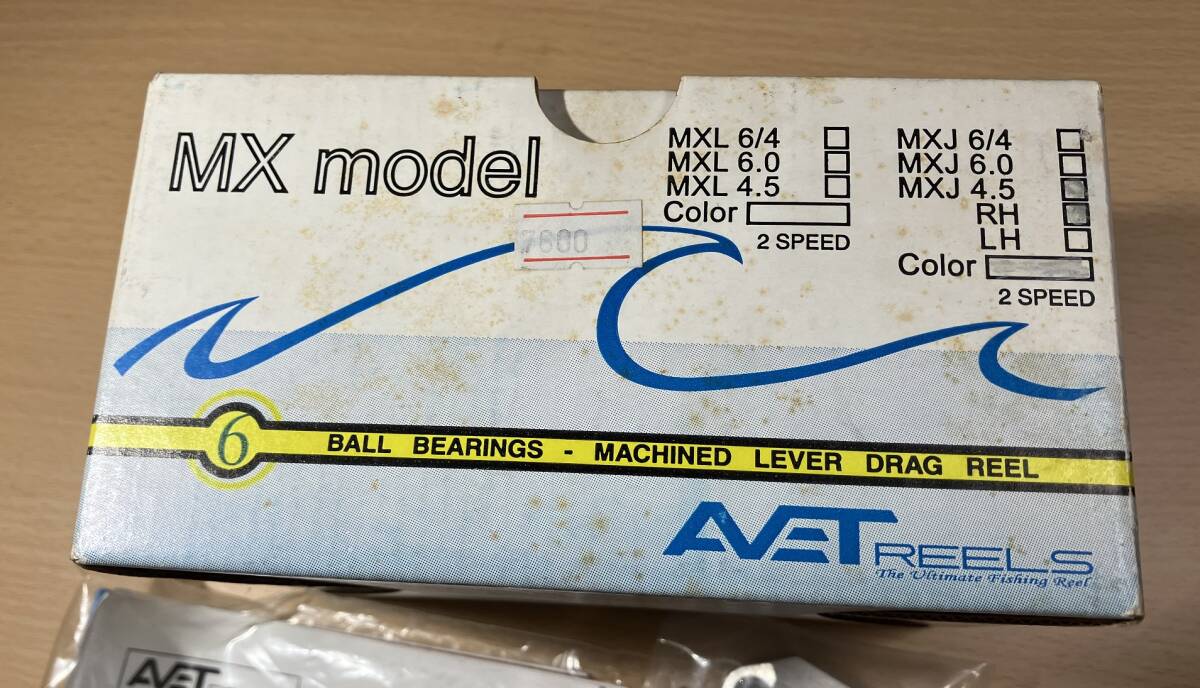 MX model
MXL 6/4
MXL 6.0
MXL 4.5
Color
2 SPEED
MXJ 6/4
MXJ 6.0
MXJ 4.5
RH
LH
Color
2 SPEED
7800
6 BALL BEARINGS - MACHINED LEVER DRAG REEL
AVET REELS
The Ultimate Fishing Reel
AVET